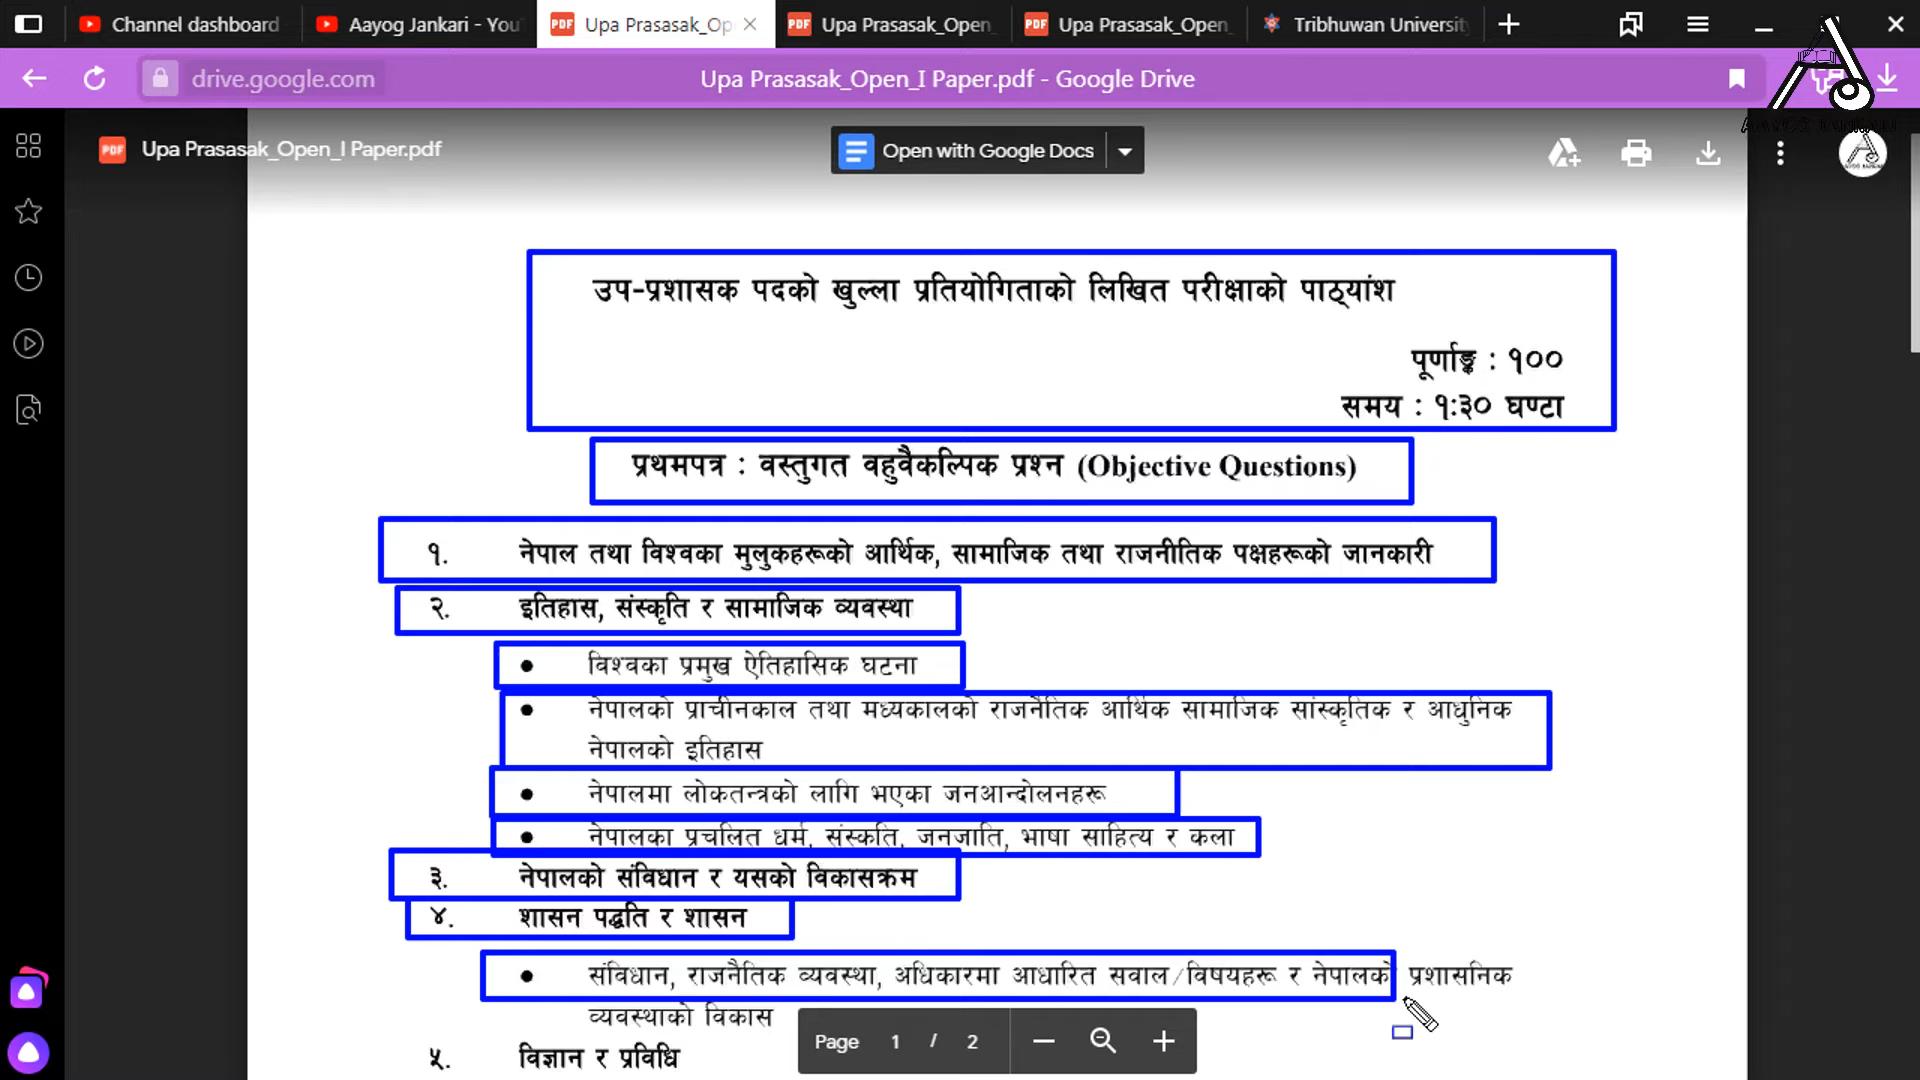 Channel dashboard
Aayog Jankari - You
Upa Prasasak_Op
Upa Prasasak_Open_
Upa Prasasak_Open_
Tribhuwan University
drive.google.com
Upa Prasasak_Open_I Paper.pdf - Google Drive
Upa Prasasak_Open_I Paper.pdf
Open with Google Docs
उप-प्रशासक पदको खुल्ला प्रतियोगिताको लिखित परीक्षाको पाठ्यांश
पूर्णाङ्क : १००
समय : १:३० घण्टा
प्रथमपत्र : वस्तुगत वहुवैकल्पिक प्रश्न (Objective Questions)
१. नेपाल तथा विश्वका मुलुकहरूको आर्थिक, सामाजिक तथा राजनीतिक पक्षहरूको जानकारी
२. इतिहास, संस्कृति र सामाजिक व्यवस्था
● विश्वका प्रमुख ऐतिहासिक घटना
● नेपालको प्राचीनकाल तथा मध्यकालको राजनैतिक आर्थिक सामाजिक सांस्कृतिक र आधुनिक
नेपालको इतिहास
● नेपालमा लोकतन्त्रको लागि भएका जनआन्दोलनहरू
● नेपालका प्रचलित धर्म, संस्कृति, जनजाति, भाषा साहित्य र कला
३. नेपालको संविधान र यसको विकासक्रम
४. शासन पद्धति र शासन
● संविधान, राजनैतिक व्यवस्था, अधिकारमा आधारित सवाल/विषयहरू र नेपालको प्रशासनिक
व्यवस्थाको विकास
५. विज्ञान र प्रविधि
Page 1 / 2